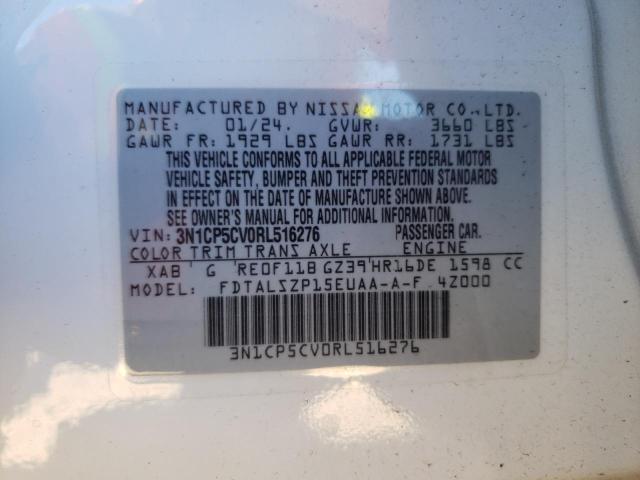 MANUFACTURED BY NISSAN MOTOR CO., LTD.
DATE: 01/24. GVWR: 3660 LBS
GAWR FR: 1929 LBS GAWR RR: 1731 LBS
THIS VEHICLE CONFORMS TO ALL APPLICABLE FEDERAL MOTOR
VEHICLE SAFETY, BUMPER AND THEFT PREVENTION STANDARDS
IN EFFECT ON THE DATE OF MANUFACTURE SHOWN ABOVE.
SEE OWNER'S MANUAL FOR ADDITIONAL INFORMATION.
VIN: 3N1CP5CV0RL516276 PASSENGER CAR.
COLOR TRIM TRANS AXLE ENGINE
XAB G RE0F11B GZ39 HR16DE 1598 CC
MODEL: FDTALSZP15EUAA-A-F 4Z000
3N1CP5CV0RL516276